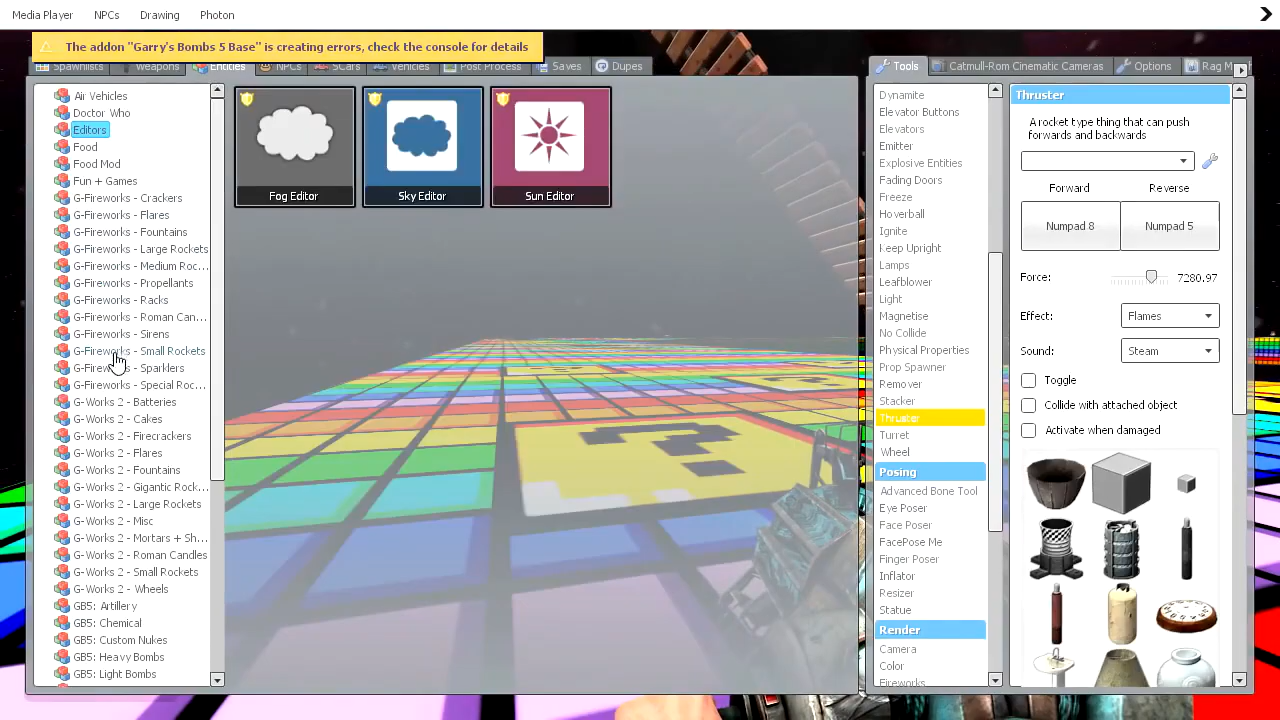 Media Player NPCs Drawing Photon
The addon "Garry's Bombs 5 Base" is creating errors, check the console for details
Spawnlists Weapons Entities NPCs SCars Vehicles Post Process Saves Dupes
Tools Catmull-Rom Cinematic Cameras Options Rag M
Air Vehicles
Doctor Who
Editors
Food
Food Mod
Fun + Games
G-Fireworks - Crackers
G-Fireworks - Flares
G-Fireworks - Fountains
G-Fireworks - Large Rockets
G-Fireworks - Medium Roc...
G-Fireworks - Propellants
G-Fireworks - Racks
G-Fireworks - Roman Can...
G-Fireworks - Sirens
G-Fireworks - Small Rockets
G-Fireworks - Sparklers
G-Fireworks - Special Roc...
G-Works 2 - Batteries
G-Works 2 - Cakes
G-Works 2 - Firecrackers
G-Works 2 - Flares
G-Works 2 - Fountains
G-Works 2 - Gigantic Rock...
G-Works 2 - Large Rockets
G-Works 2 - Misc
G-Works 2 - Mortars + Sh...
G-Works 2 - Roman Candles
G-Works 2 - Small Rockets
G-Works 2 - Wheels
GB5: Artillery
GB5: Chemical
GB5: Custom Nukes
GB5: Heavy Bombs
GB5: Light Bombs
Fog Editor
Sky Editor
Sun Editor
Dynamite
Elevator Buttons
Elevators
Emitter
Explosive Entities
Fading Doors
Freeze
Hoverball
Ignite
Keep Upright
Lamps
Leafblower
Light
Magnetise
No Collide
Physical Properties
Prop Spawner
Remover
Stacker
Thruster
Turret
Wheel
Posing
Advanced Bone Tool
Eye Poser
Face Poser
FacePose Me
Finger Poser
Inflator
Resizer
Statue
Render
Camera
Color
Fireworks
Thruster
A rocket type thing that can push
forwards and backwards
Forward Reverse
Numpad 8 Numpad 5
Force: 7280.97
Effect: Flames
Sound: Steam
Toggle
Collide with attached object
Activate when damaged